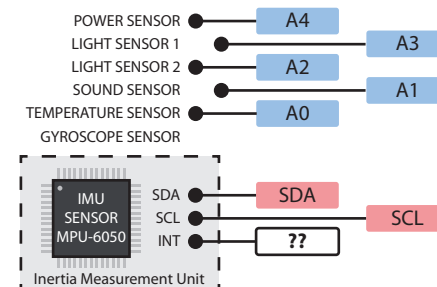 POWER SENSOR A4
LIGHT SENSOR 1 A3
LIGHT SENSOR 2 A2
SOUND SENSOR A1
TEMPERATURE SENSOR A0
GYROSCOPE SENSOR
IMU
SENSOR
MPU-6050
SDA SDA
SCL SCL
INT ??
Inertia Measurement Unit